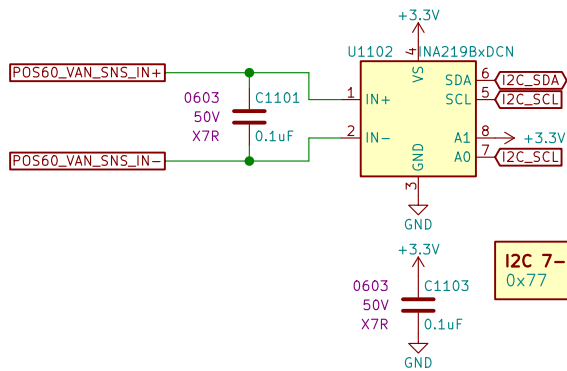 +3.3V
U1102 INA219BxDCN
POS60_VAN_SNS_IN+
4
VS
SDA 6 I2C_SDA
0603 C1101
1 IN+
SCL 5 I2C_SCL
50V
X7R 0.1uF
2 IN-
A1 8 +3.3V
POS60_VAN_SNS_IN-
GND
A0 7 I2C_SCL
3
GND
+3.3V
I2C 7-
0x77
0603 C1103
50V
X7R 0.1uF
GND